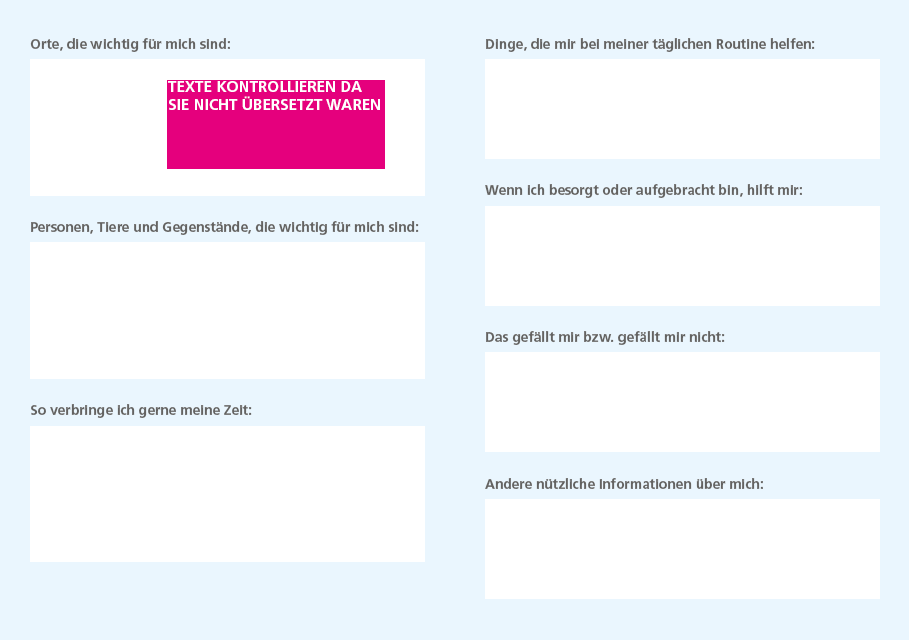 Orte, die wichtig für mich sind:
TEXTE KONTROLLIEREN DA
SIE NICHT ÜBERSETZT WAREN
Personen, Tiere und Gegenstände, die wichtig für mich sind:
So verbringe ich gerne meine Zeit:
Dinge, die mir bei meiner täglichen Routine helfen:
Wenn ich besorgt oder aufgebracht bin, hilft mir:
Das gefällt mir bzw. gefällt mir nicht:
Andere nützliche Informationen über mich: